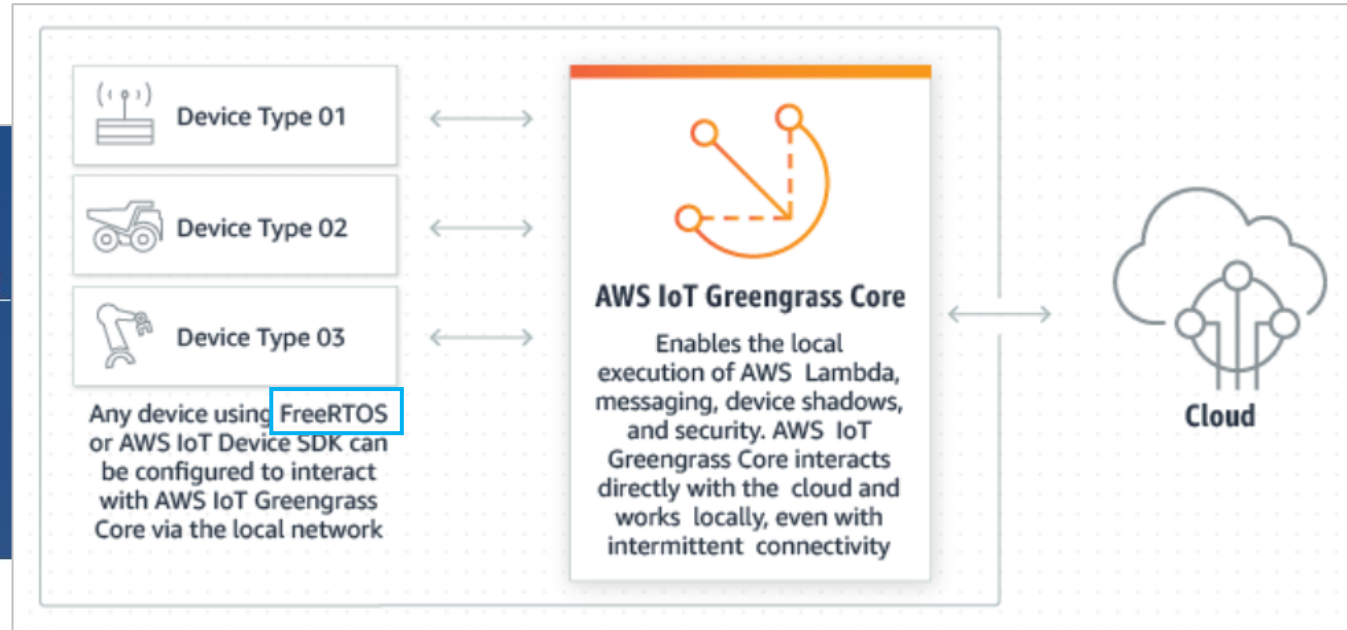 Device Type 01
Device Type 02
Device Type 03
Any device using FreeRTOS
or AWS IoT Device SDK can
be configured to interact
with AWS IoT Greengrass
Core via the local network
AWS IoT Greengrass Core
Enables the local
execution of AWS Lambda,
messaging, device shadows,
and security. AWS IoT
Greengrass Core interacts
directly with the cloud and
works locally, even with
intermittent connectivity
Cloud